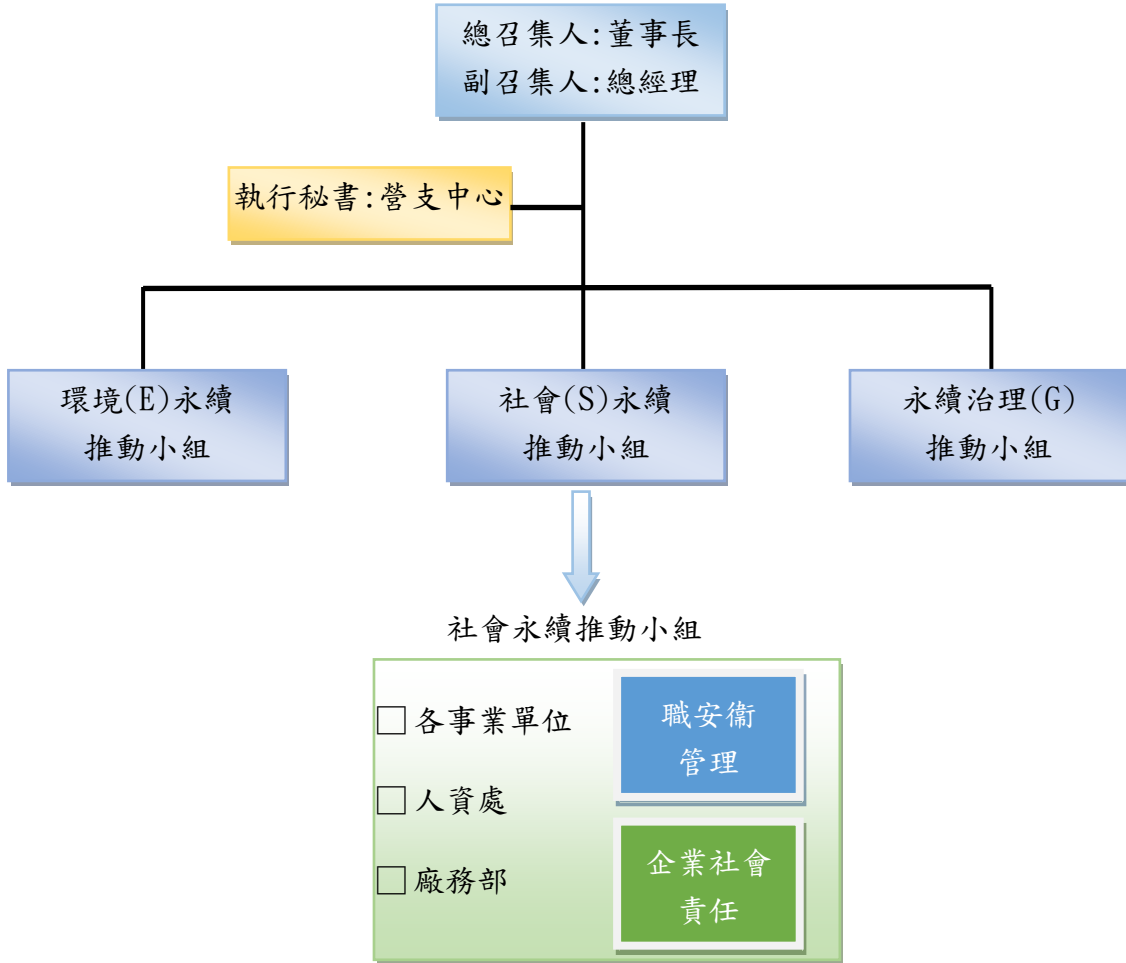 總召集人:董事長
副召集人:總經理
執行秘書:營支中心
環境(E)永續
推動小組
社會(S)永續
推動小組
永續治理(G)
推動小組
社會永續推動小組
□各事業單位
□人資處
□廠務部
職安衞
管理
企業社會
責任